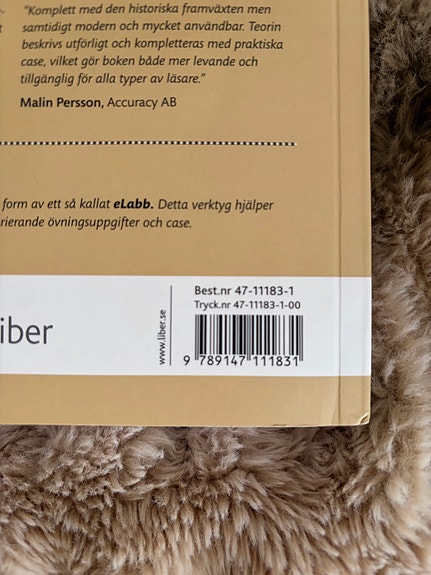 "Komplett med den historiska framväxten men
samtidigt modern och mycket användbar. Teorin
beskrivs utförligt och kompletteras med praktiska
case, vilket gör boken både mer levande och
tillgänglig för alla typer av läsare."
Malin Persson, Accuracy AB
form av ett så kallat eLabb. Detta verktyg hjälper
rierande övningsuppgifter och case.
iber
www.liber.se
Best.nr 47-11183-1
Tryck.nr 47-11183-1-00
9 789147 111831